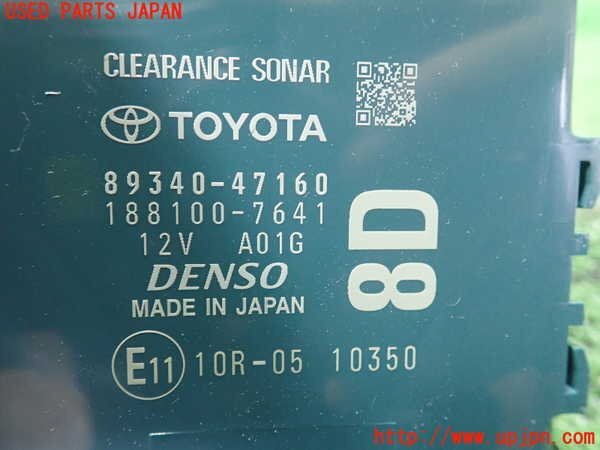 USED PARTS JAPAN
CLEARANCE SONAR
TOYOTA
89340-47160
188100-7641
12V A01G
DENSO
MADE IN JAPAN
8D
E11 10R-05 10350
http://www.upjpn.com